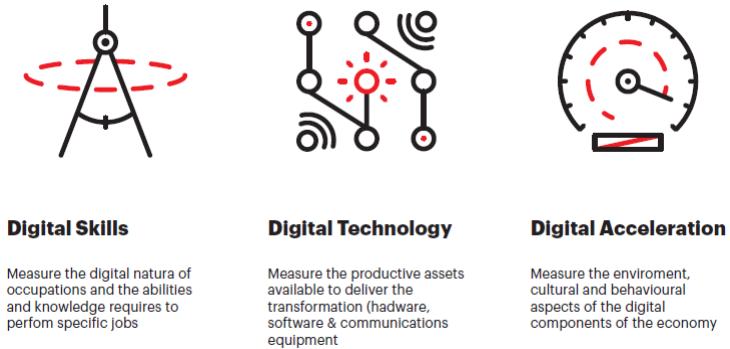 Digital Skills
Measure the digital natura of
occupations and the abilities
and knowledge requires to
perfom specific jobs
Digital Technology
Measure the productive assets
available to deliver the
transformation (hadware,
software & communications
equipment
Digital Acceleration
Measure the enviroment,
cultural and behavioural
aspects of the digital
components of the economy